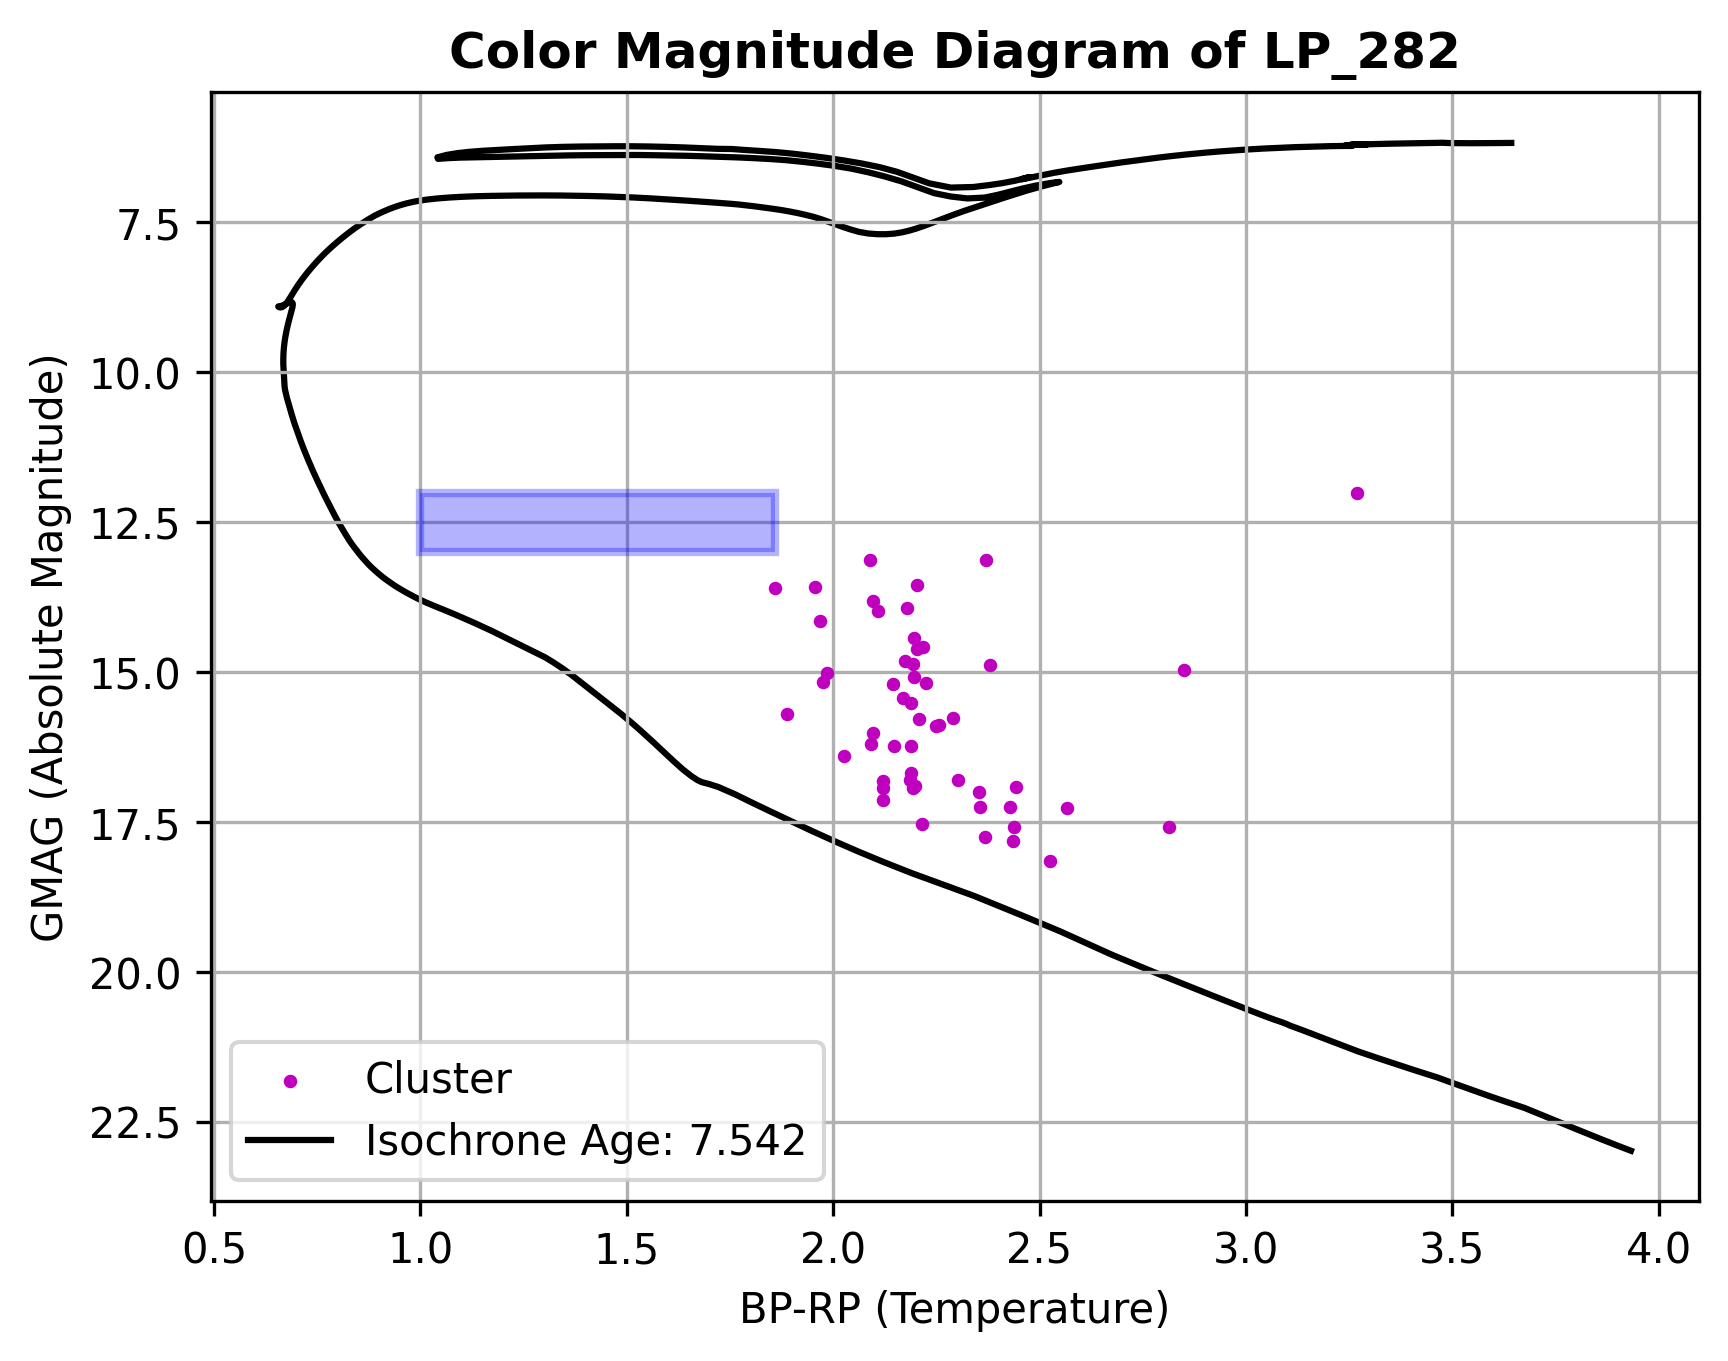 Color Magnitude Diagram of LP_282
GMAG (Absolute Magnitude)
7.5
10.0
12.5
15.0
17.5
20.0
22.5
Cluster
Isochrone Age: 7.542
0.5 1.0 1.5 2.0 2.5 3.0 3.5 4.0
BP-RP (Temperature)